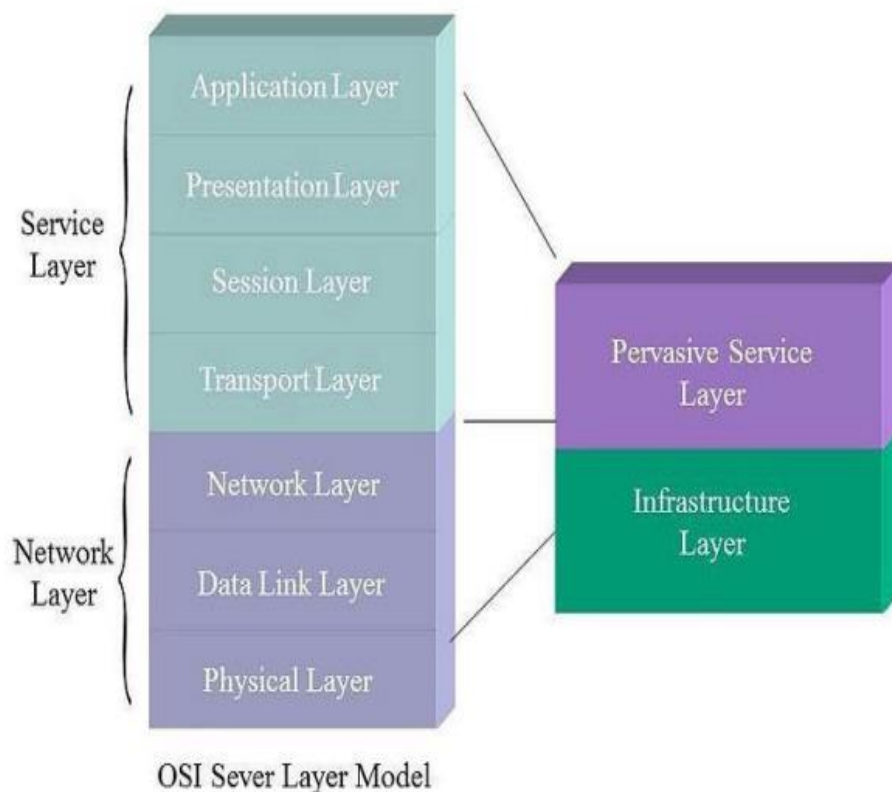 Service
Layer
Network
Layer
Application Layer
Presentation Layer
Session Layer
Transport Layer
Network Layer
Data Link Layer
Physical Layer
OSI Sever Layer Model
Pervasive Service
Layer
Infrastructure
Layer